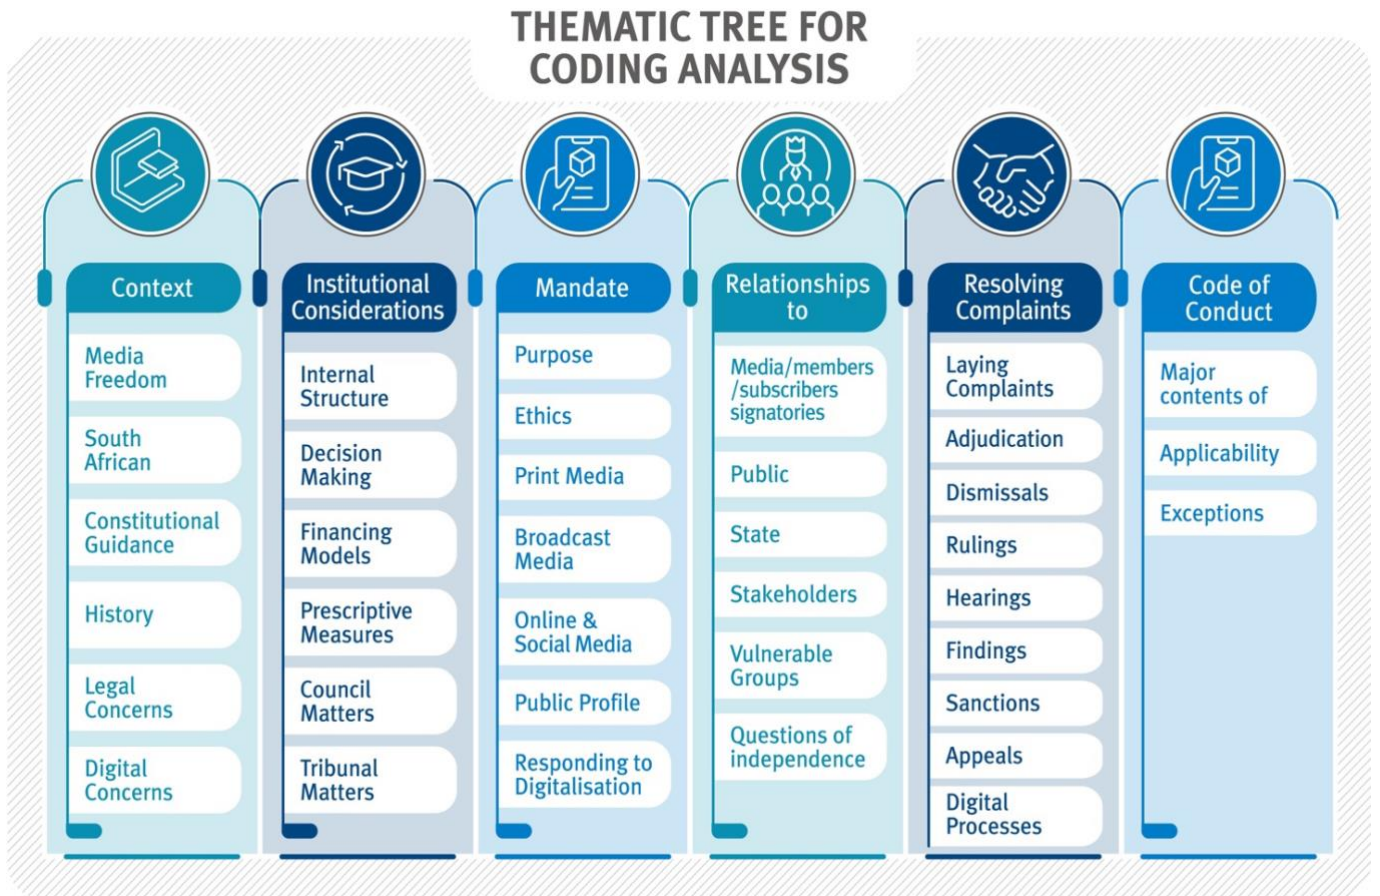 THEMATIC TREE FOR
CODING ANALYSIS
Context
Media
Freedom
South
African
Constitutional
Guidance
History
Legal
Concerns
Digital
Concerns
Institutional
Considerations
Internal
Structure
Decision
Making
Financing
Models
Prescriptive
Measures
Council
Matters
Tribunal
Matters
Mandate
Purpose
Ethics
Print Media
Broadcast
Media
Online &
Social Media
Public Profile
Responding to
Digitalisation
Relationships
to
Media/members
/subscribers
signatories
Public
State
Stakeholders
Vulnerable
Groups
Questions of
independence
Resolving
Complaints
Laying
Complaints
Adjudication
Dismissals
Rulings
Hearings
Findings
Sanctions
Appeals
Digital
Processes
Code of
Conduct
Major
contents of
Applicability
Exceptions